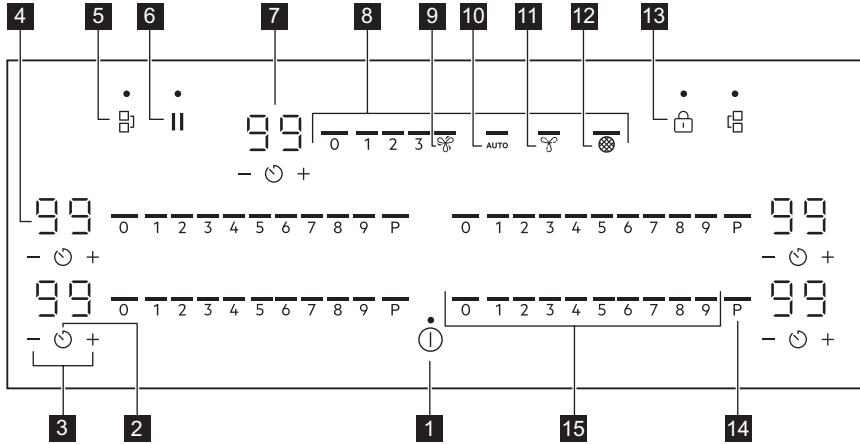 4 5 6 7 8 9 10 11 12 13
99 0 1 2 3 AUTO
− +
99 0 1 2 3 4 5 6 7 8 9 P 0 1 2 3 4 5 6 7 8 9 P 99
− + − +
99 0 1 2 3 4 5 6 7 8 9 P 0 1 2 3 4 5 6 7 8 9 P 99
− + − +
3 2 1 15 14